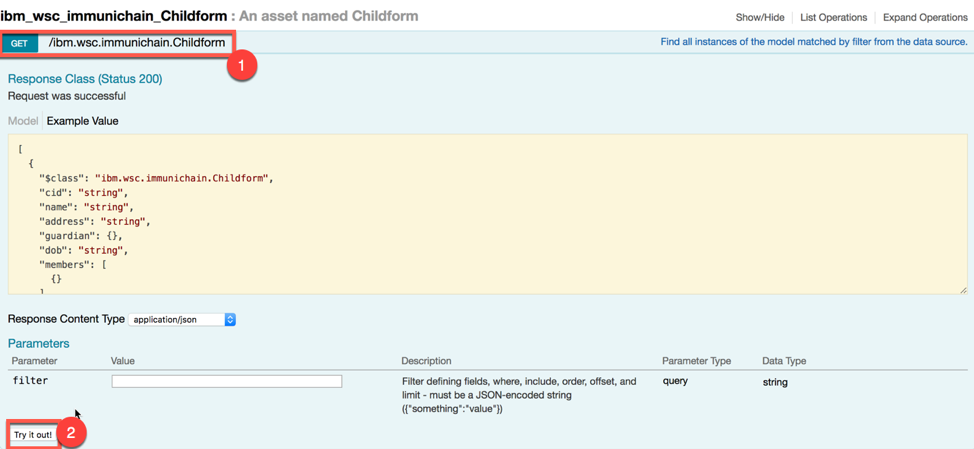 ibm_wsc_immunichain_Childform : An asset named Childform
Show/Hide List Operations Expand Operations
GET /ibm.wsc.immunichain.Childform
Find all instances of the model matched by filter from the data source.
1
Response Class (Status 200)
Request was successful
Model Example Value
[
{
"$class": "ibm.wsc.immunichain.Childform",
"cid": "string",
"name": "string",
"address": "string",
"guardian": {},
"dob": "string",
"members": [
{}
]
Response Content Type application/json
Parameters
Parameter Value Description Parameter Type Data Type
filter Filter defining fields, where, include, order, offset, and query string
limit - must be a JSON-encoded string
({"something":"value"})
Try it out! 2